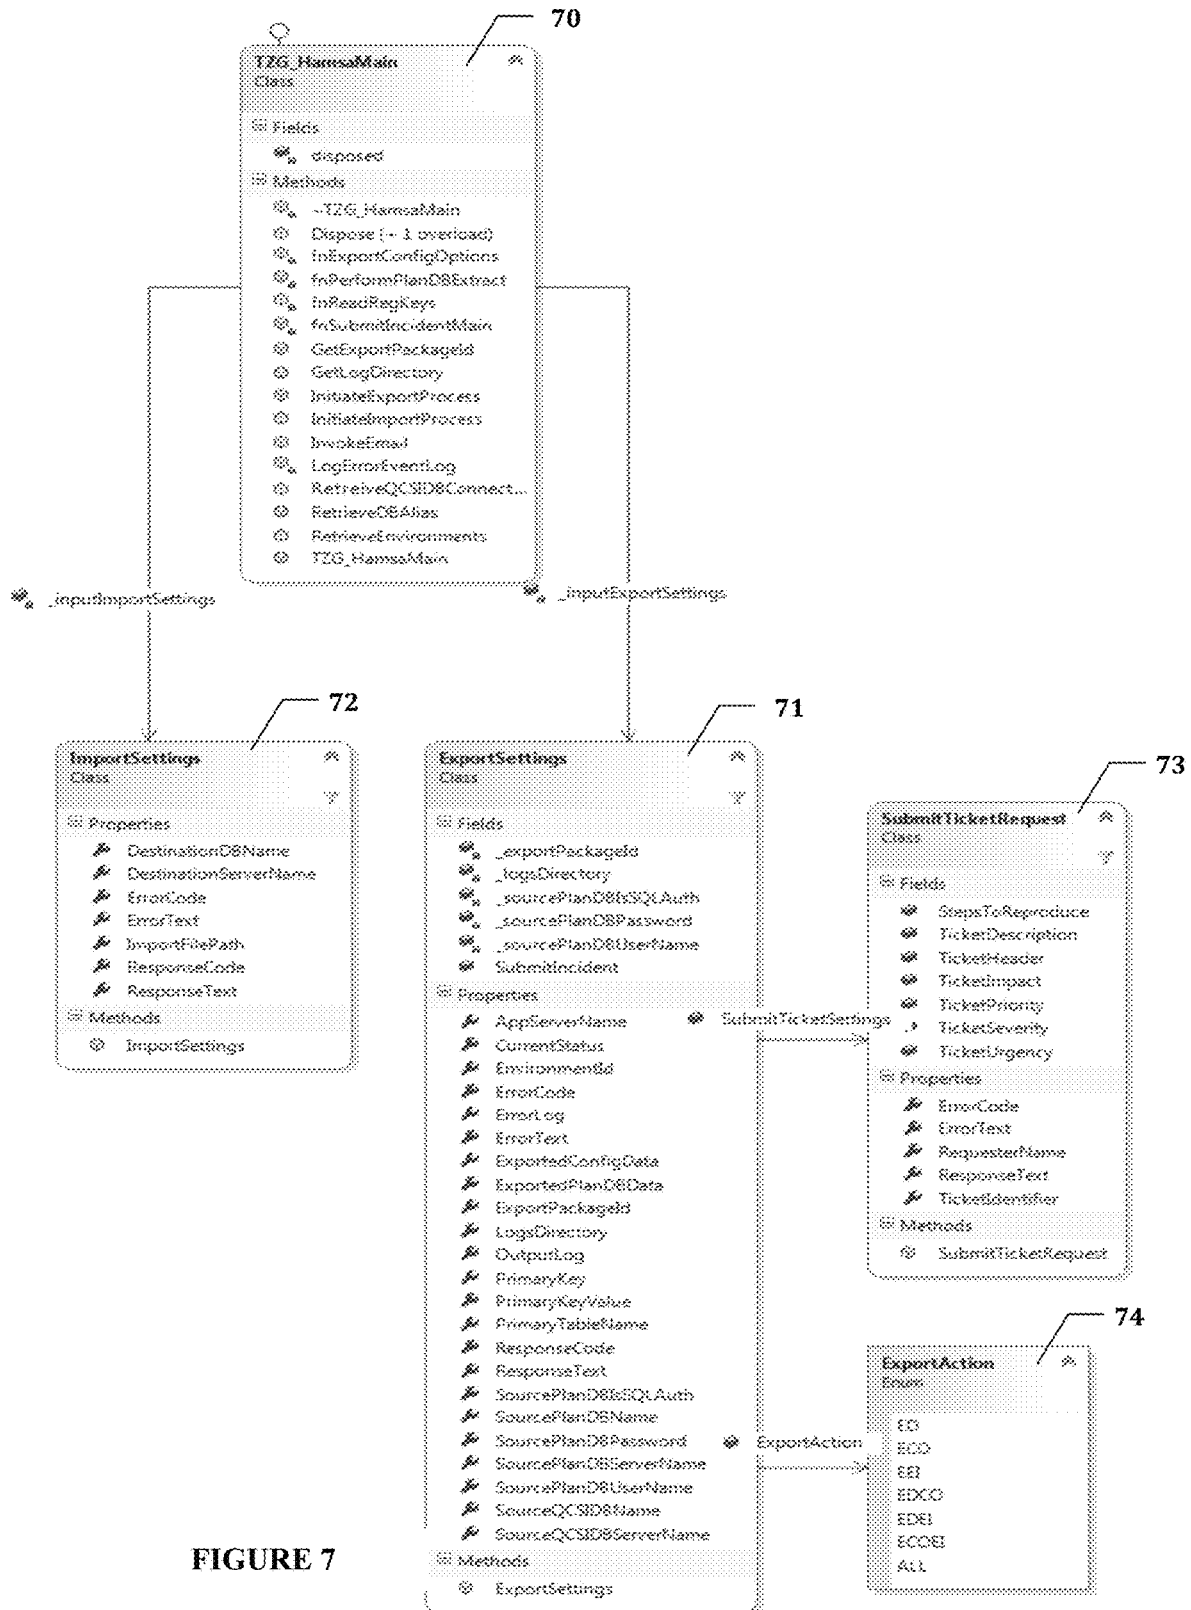 70
TZG_HamsaMain
Class
Fields
disposed
Methods
~TZG_HamsaMain
Dispose (+ 1 overload)
fnExportConfigOptions
fnPerformPlanDBExtract
fnReadRegKeys
fnSubmitIncidentMain
GetExportPackageId
GetLogDirectory
InitiateExportProcess
InitiateImportProcess
InvokeEmail
LogErrorEventLog
RetreiveQCSIDBConnect...
RetrieveDBAlias
RetrieveEnvironments
TZG_HamsaMain
_inputImportSettings
_inputExportSettings
72
ImportSettings
Class
Properties
DestinationDBName
DestinationServerName
ErrorCode
ErrorText
ImportFilePath
ResponseCode
ResponseText
Methods
ImportSettings
71
ExportSettings
Class
Fields
_exportPackageId
_logsDirectory
_sourcePlanDBIsSQLAuth
_sourcePlanDBPassword
_sourcePlanDBUserName
SubmitIncident
Properties
AppServerName
CurrentStatus
EnvironmentId
ErrorCode
ErrorLog
ErrorText
ExportedConfigData
ExportedPlanDBData
ExportPackageId
LogsDirectory
OutputLog
PrimaryKey
PrimaryKeyValue
PrimaryTableName
ResponseCode
ResponseText
SourcePlanDBIsSQLAuth
SourcePlanDBName
SourcePlanDBPassword
SourcePlanDBServerName
SourcePlanDBUserName
SourceQCSIDBName
SourceQCSIDBServerName
Methods
ExportSettings
SubmitTicketSettings
ExportAction
73
SubmitTicketRequest
Class
Fields
StepsToReproduce
TicketDescription
TicketHeader
TicketImpact
TicketPriority
TicketSeverity
TicketUrgency
Properties
ErrorCode
ErrorText
RequesterName
ResponseText
TicketIdentifier
Methods
SubmitTicketRequest
74
ExportAction
Enum
ED
ECO
EEI
EDCO
EDEI
ECOEI
ALL
FIGURE 7